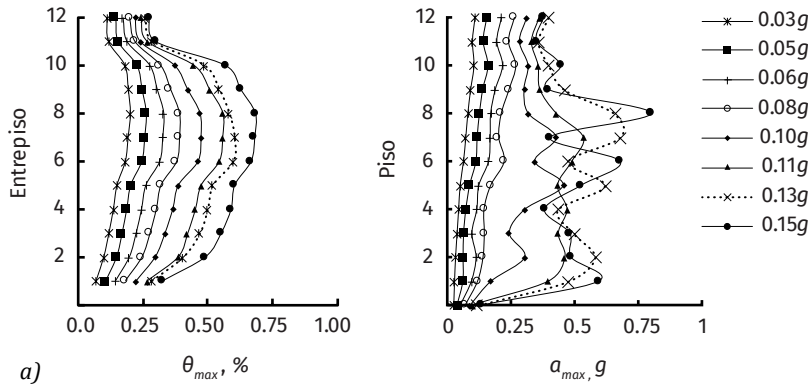 12
10
8
6
4
2
Entrepiso
0.0
0.25
0.50
0.75
1.00
θmax, %
a)
12
10
8
6
4
2
Piso
0
0.25
0.5
0.75
1
amax, g
0.03g
0.05g
0.06g
0.08g
0.10g
0.11g
0.13g
0.15g